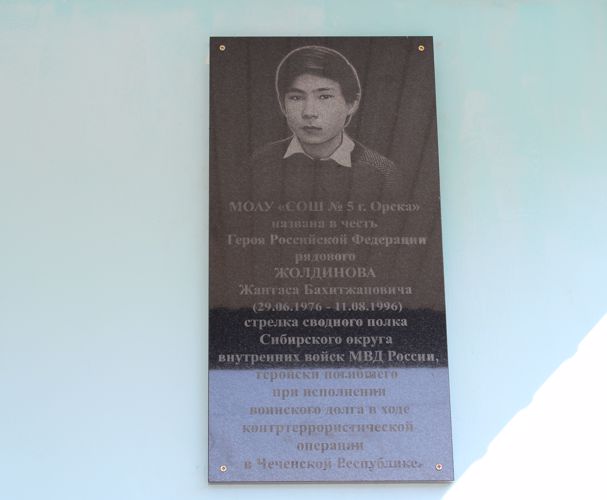 МОАУ «СОШ № 5 г. Орска»
названа в честь
Героя Российской Федерации
рядового
ЖОЛДИНОВА
Жантаса Бахитжановича
(29.06.1976 - 11.08.1996)
стрелка сводного полка
Сибирского округа
внутренних войск МВД России,
геройски погибшего
при исполнении
воинского долга в ходе
контртеррористической
операции
в Чеченской Республике.